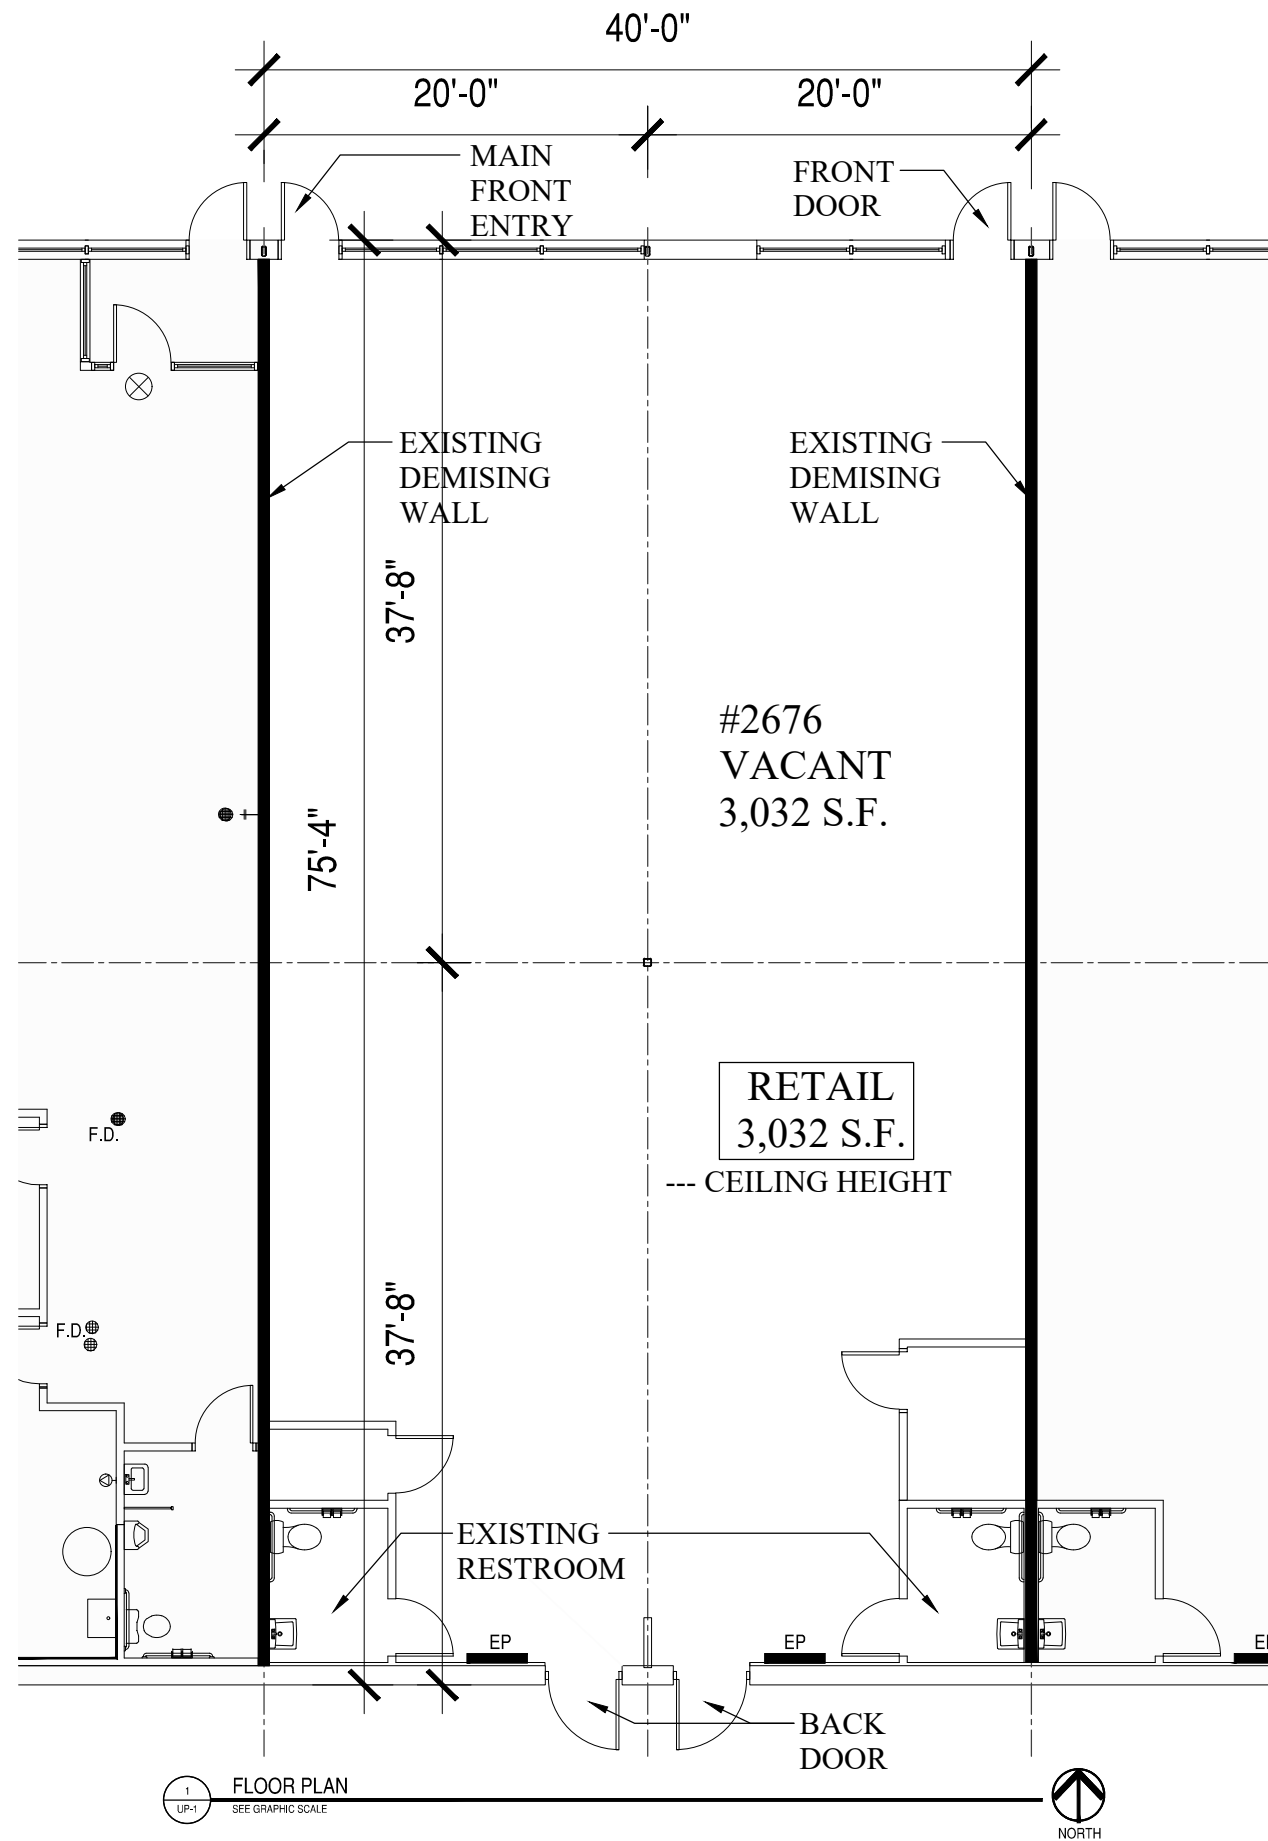 40'-0"
20'-0"
20'-0"
MAIN
FRONT
ENTRY
FRONT
DOOR
EXISTING
DEMISING
WALL
EXISTING
DEMISING
WALL
37'-8"
#2676
VACANT
3,032 S.F.
75'-4"
RETAIL
3,032 S.F.
--- CEILING HEIGHT
F.D.
F.D.
37'-8"
EXISTING
RESTROOM
EP
EP
EP
BACK
DOOR
1
UP-1
FLOOR PLAN
SEE GRAPHIC SCALE
NORTH